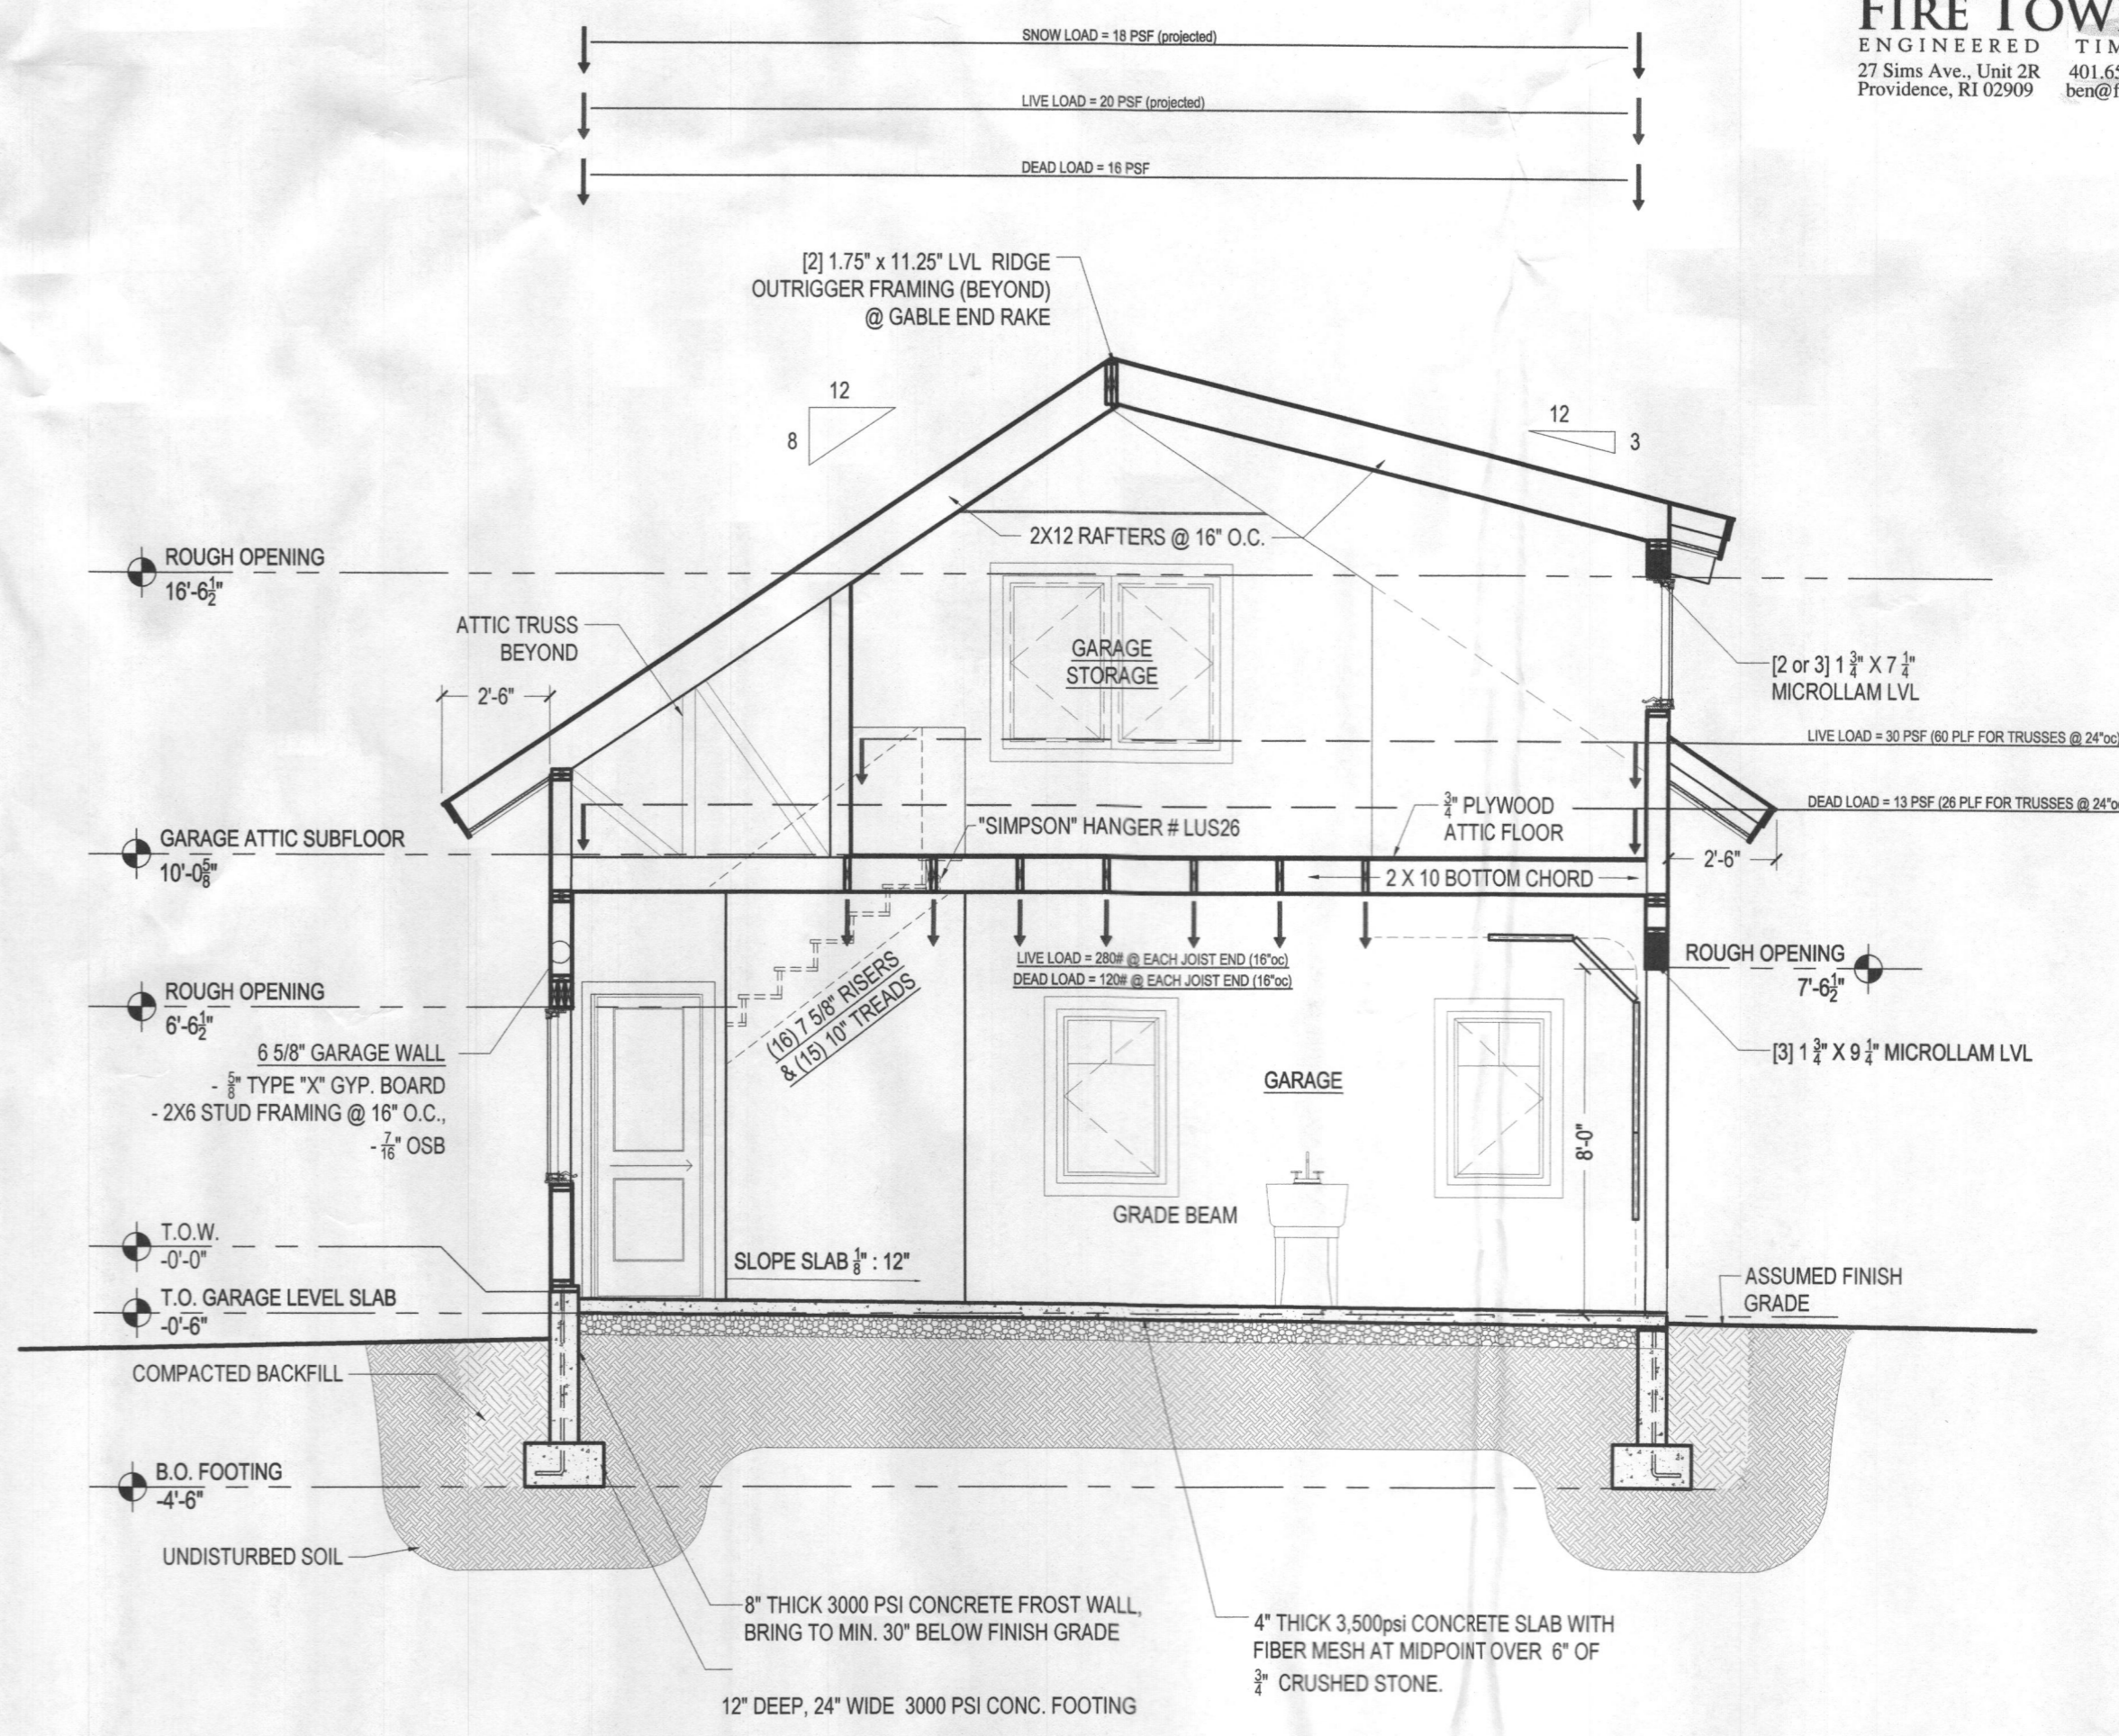 FIRE TOW
ENGINEERED TIM
27 Sims Ave., Unit 2R 401.65
Providence, RI 02909 ben@f
SNOW LOAD = 18 PSF (projected)
LIVE LOAD = 20 PSF (projected)
DEAD LOAD = 16 PSF
[2] 1.75" x 11.25" LVL RIDGE
OUTRIGGER FRAMING (BEYOND)
@ GABLE END RAKE
12
8
12
3
2X12 RAFTERS @ 16" O.C.
ROUGH OPENING
16'-6½"
ATTIC TRUSS
BEYOND
2'-6"
GARAGE
STORAGE
[2 or 3] 1 ¾" X 7 ¼"
MICROLLAM LVL
LIVE LOAD = 30 PSF (60 PLF FOR TRUSSES @ 24"oc)
DEAD LOAD = 13 PSF (26 PLF FOR TRUSSES @ 24"o
¾" PLYWOOD
ATTIC FLOOR
"SIMPSON" HANGER # LUS26
GARAGE ATTIC SUBFLOOR
10'-0⅝"
2'-6"
2 X 10 BOTTOM CHORD
LIVE LOAD = 280# @ EACH JOIST END (16"oc)
DEAD LOAD = 120# @ EACH JOIST END (16"oc)
ROUGH OPENING
7'-6½"
ROUGH OPENING
6'-6½"
(16) 7 5/8" RISERS
& (15) 10" TREADS
6 5/8" GARAGE WALL
- ⅝" TYPE "X" GYP. BOARD
- 2X6 STUD FRAMING @ 16" O.C.,
- 7/16" OSB
[3] 1 ¾" X 9 ¼" MICROLLAM LVL
GARAGE
8'-0"
GRADE BEAM
T.O.W.
-0'-0"
SLOPE SLAB ⅛" : 12"
T.O. GARAGE LEVEL SLAB
-0'-6"
ASSUMED FINISH
GRADE
COMPACTED BACKFILL
B.O. FOOTING
-4'-6"
UNDISTURBED SOIL
8" THICK 3000 PSI CONCRETE FROST WALL,
BRING TO MIN. 30" BELOW FINISH GRADE
12" DEEP, 24" WIDE 3000 PSI CONC. FOOTING
4" THICK 3,500psi CONCRETE SLAB WITH
FIBER MESH AT MIDPOINT OVER 6" OF
¾" CRUSHED STONE.